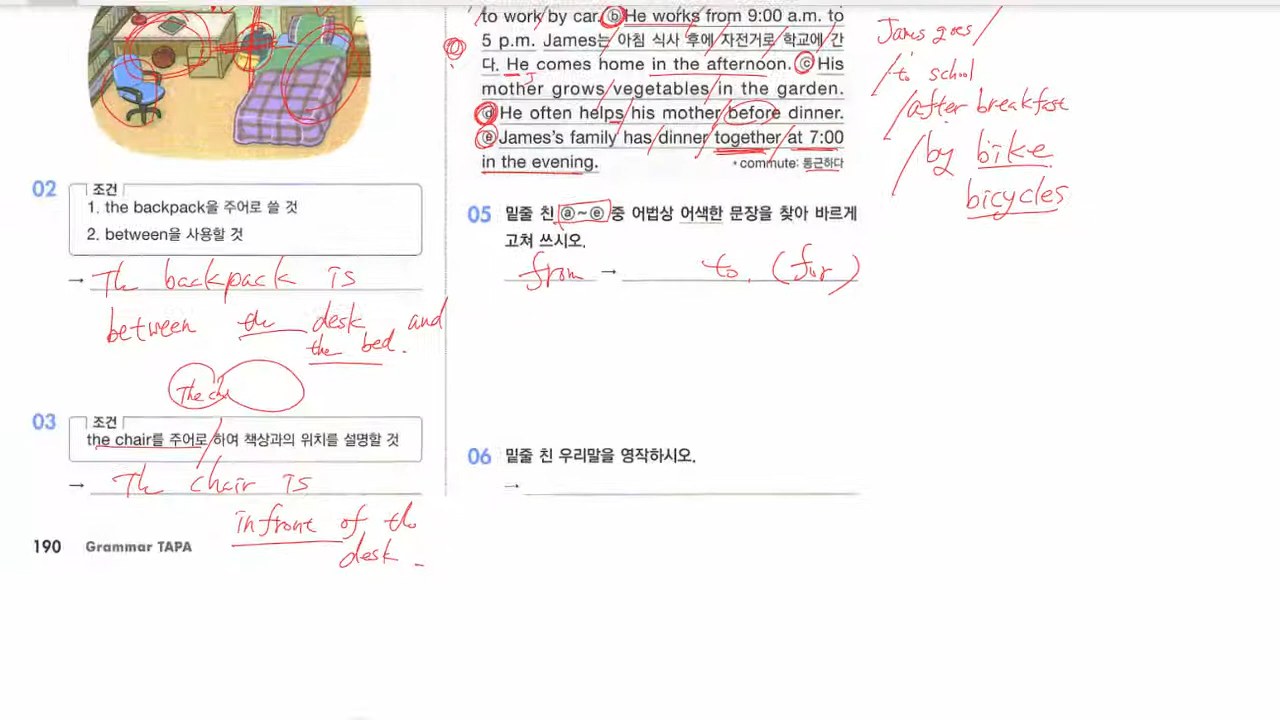 02
조건
1. the backpack을 주어로 쓸 것
2. between을 사용할 것
→ The backpack is
between the desk and
the bed.
The
03
조건
the chair를 주어로 하여 책상과의 위치를 설명할 것
→ The chair is
in front of the
desk.
190 Grammar TAPA
to work by car. ⓑ He works from 9:00 a.m. to
5 p.m. James는 아침 식사 후에 자전거로 학교에 간
다. He comes home in the afternoon. ⓒ His
mother grows vegetables in the garden.
ⓓ He often helps his mother before dinner.
ⓔ James's family has dinner together at 7:00
in the evening.
* commute: 통근하다
05 밑줄 친 ⓐ~ⓔ 중 어법상 어색한 문장을 찾아 바르게
고쳐 쓰시오.
from → to. (for)
06 밑줄 친 우리말을 영작하시오.
→
James goes /
/ to school
/ after breakfast
/ by bike
bicycles